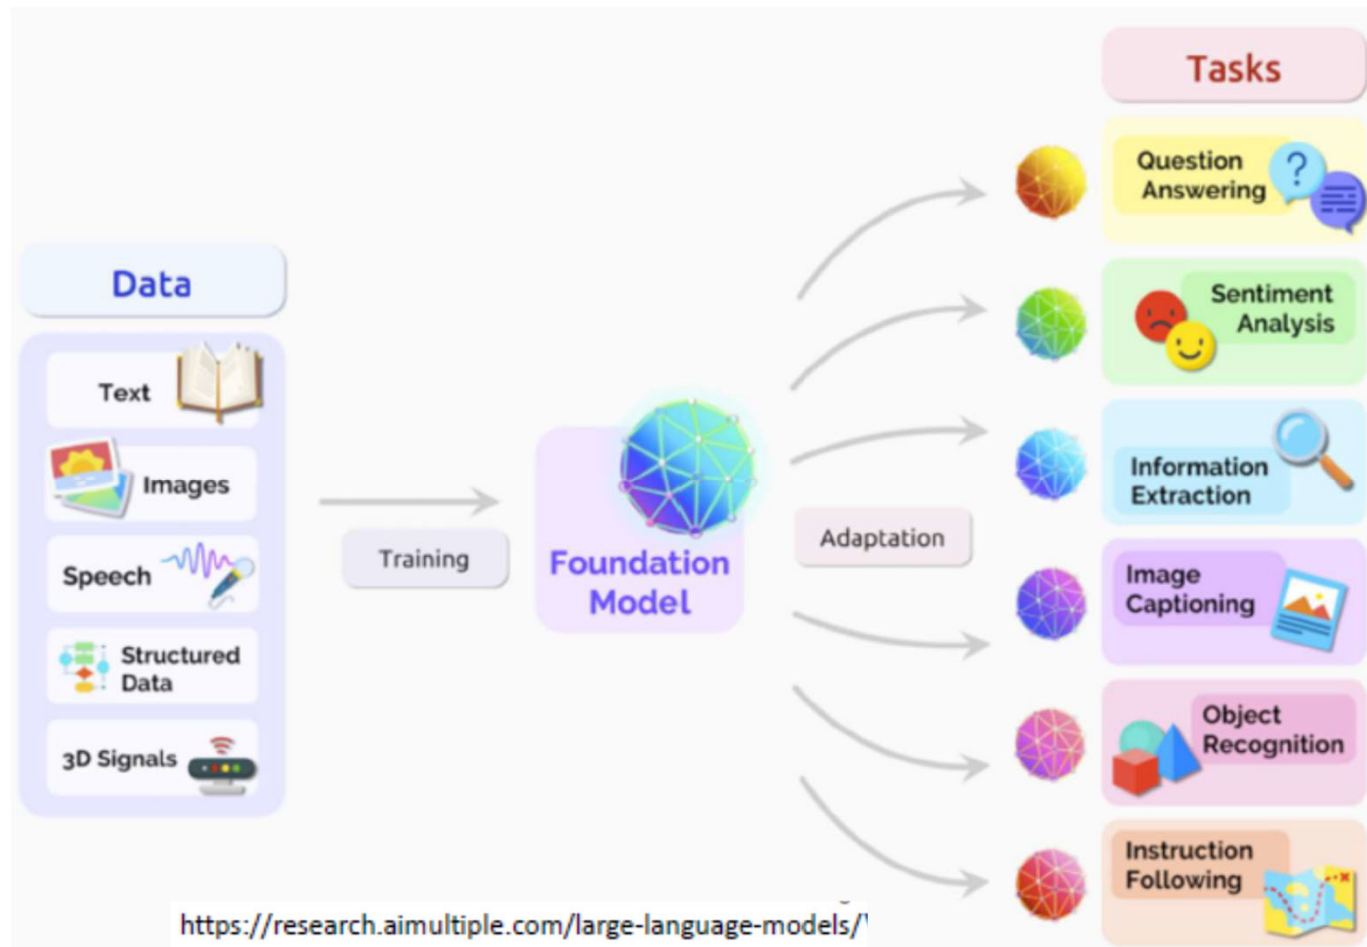 Tasks
Question
Answering
?
Data
Sentiment
Analysis
Text
Images
Information
Extraction
Training
Foundation
Model
Adaptation
Speech
Image
Captioning
Structured
Data
3D Signals
Object
Recognition
Instruction
Following
https://research.aimultiple.com/large-language-models/